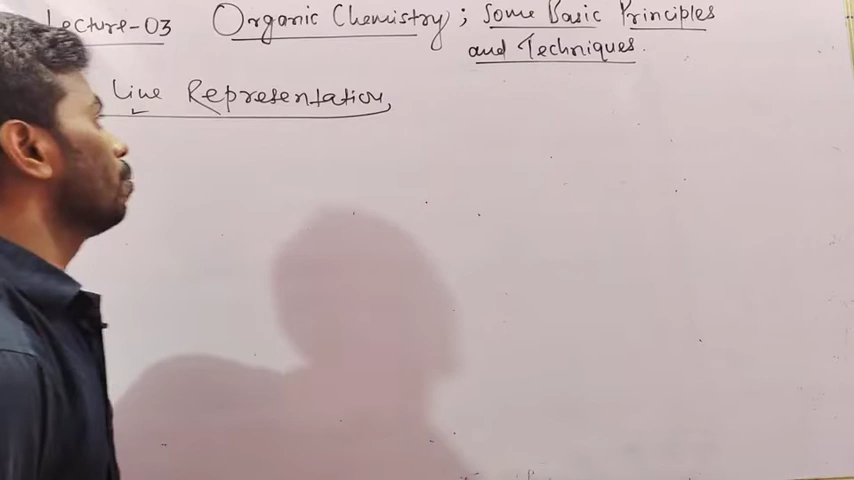 Lecture-03 Organic Chemistry; Some Basic Principles
and Techniques.
Line Representation